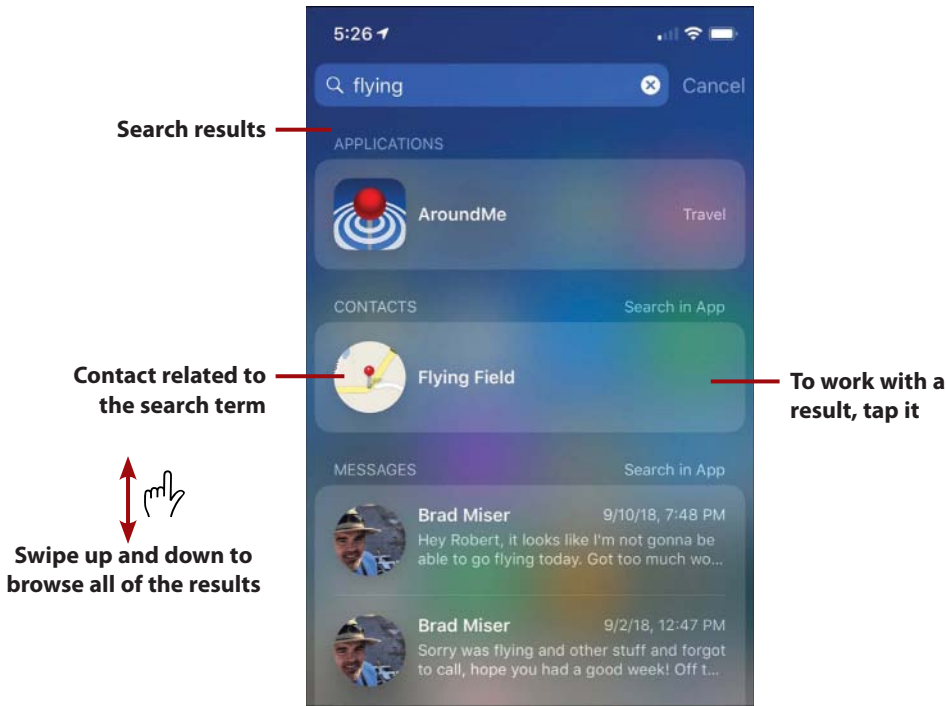 5:26
flying
Cancel
Search results
APPLICATIONS
AroundMe
Travel
CONTACTS
Search in App
Contact related to
the search term
Flying Field
To work with a
result, tap it
MESSAGES
Search in App
Brad Miser
9/10/18, 7:48 PM
Hey Robert, it looks like I'm not gonna be
able to go flying today. Got too much wo...
Swipe up and down to
browse all of the results
Brad Miser
9/2/18, 12:47 PM
Sorry was flying and other stuff and forgot
to call, hope you had a good week! Off t...